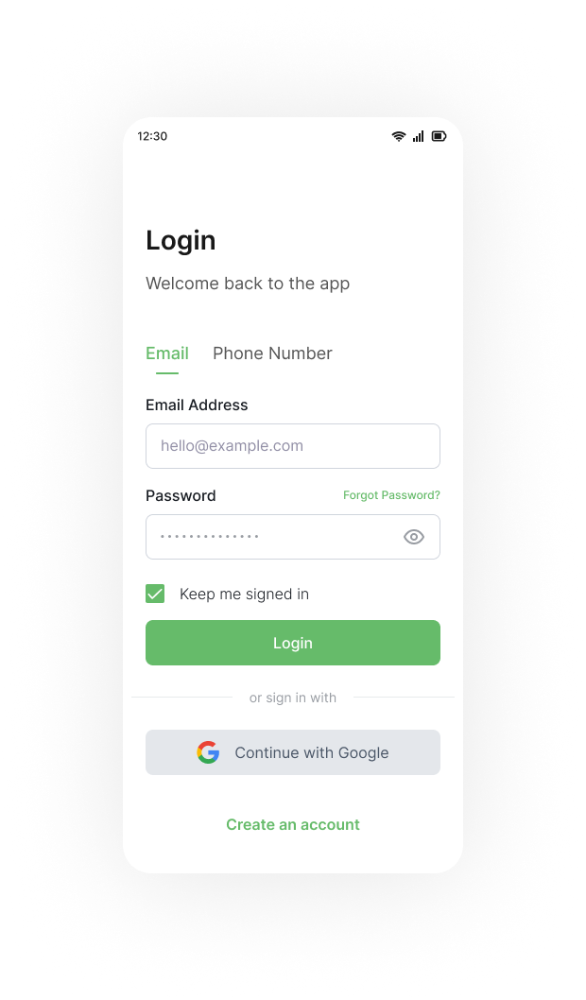 12:30
Login
Welcome back to the app
Email Phone Number
Email Address
hello@example.com
Password Forgot Password?
••••••••••••••
Keep me signed in
Login
or sign in with
Continue with Google
Create an account